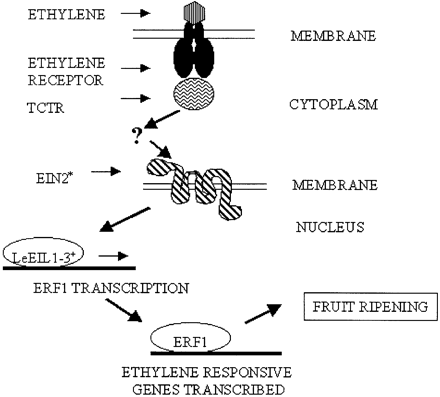 ETHYLENE
MEMBRANE
ETHYLENE
RECEPTOR
TCTR
CYTOPLASM
?
EIN2*
MEMBRANE
NUCLEUS
LeEIL1-3+
ERF1 TRANSCRIPTION
FRUIT RIPENING
ERF1
ETHYLENE RESPONSIVE
GENES TRANSCRIBED